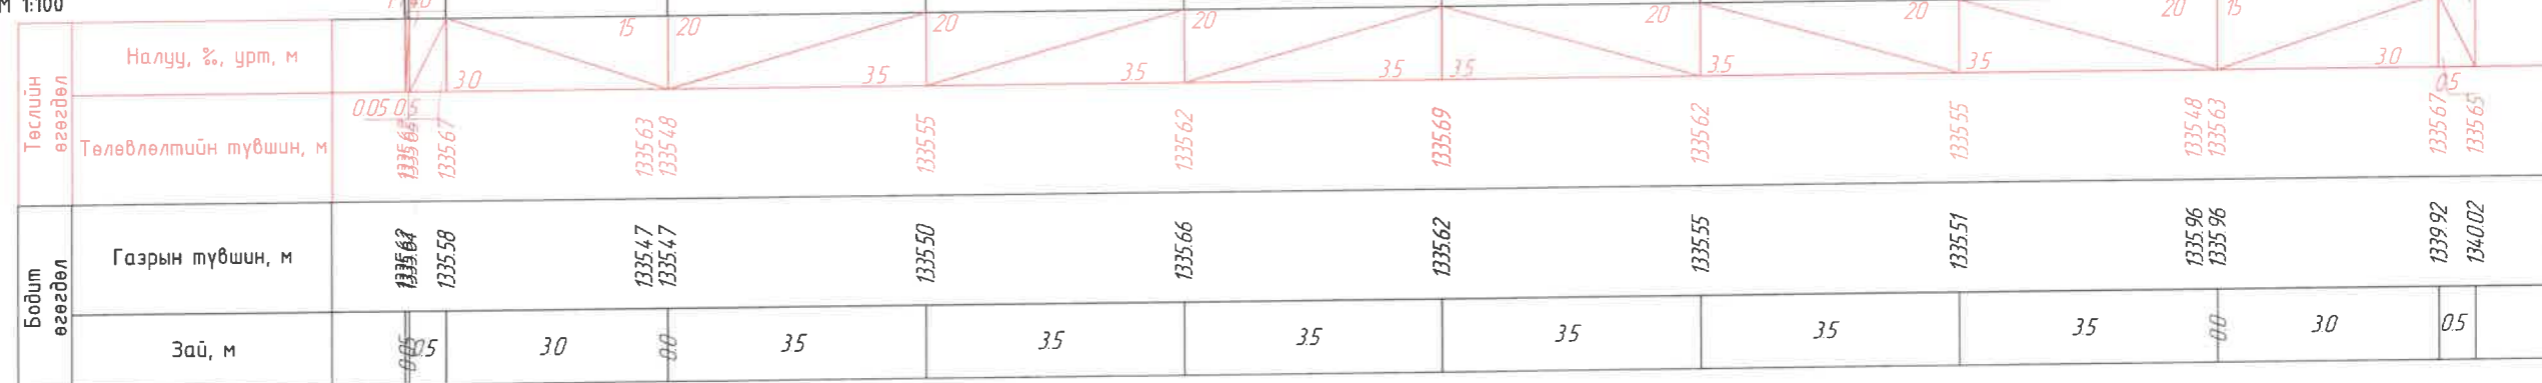 М 1:100
15 20 20 20 20 20 20 15
Төслийн өгөгдөл
Налуу, ‰, урт, м
3.0 3.5 3.5 3.5 3.5 3.5 3.5 3.0 0.5
0.05 0.5
Төлөвлөлтийн түвшин, м
1335.67 1335.63 1335.48 1335.55 1335.62 1335.69 1335.62 1335.55 1335.48 1335.63 1335.67 1335.65
Бодит өгөгдөл
Газрын түвшин, м
1335.58 1335.47 1335.47 1335.50 1335.66 1335.62 1335.55 1335.51 1335.96 1335.96 1339.92 1340.02
Зай, м
0.05 0.5 3.0 0.0 3.5 3.5 3.5 3.5 3.5 3.5 0.0 3.0 0.5